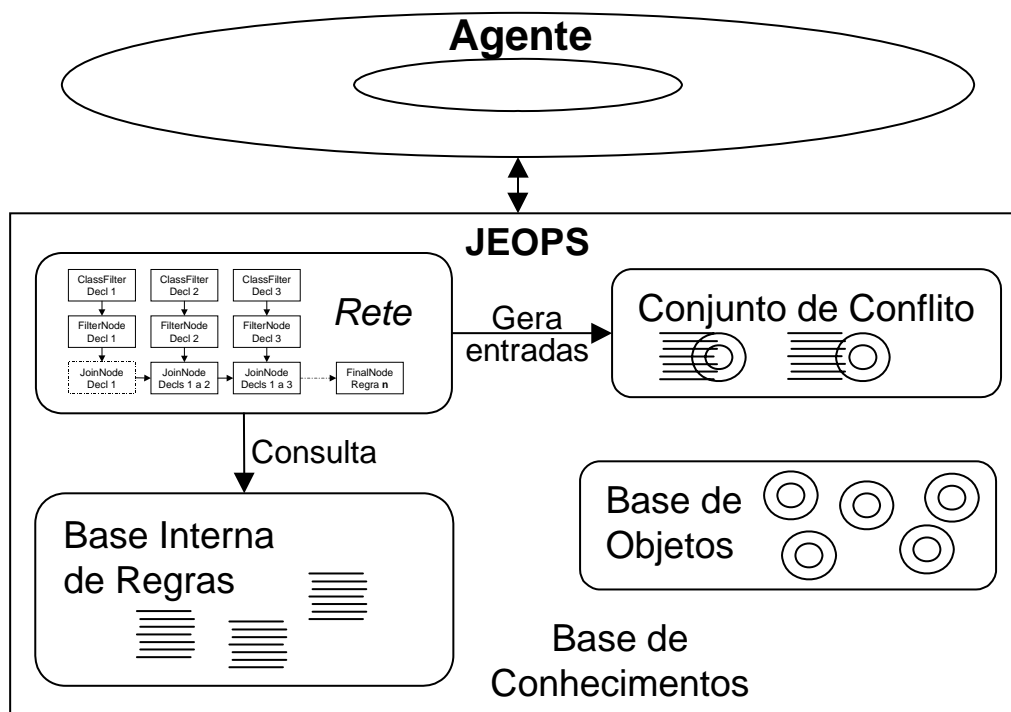 Agente
JEOPS
ClassFilter
Decl 1
ClassFilter
Decl 2
ClassFilter
Decl 3
FilterNode
Decl 1
FilterNode
Decl 2
FilterNode
Decl 3
JoinNode
Decl 1
JoinNode
Decls 1 a 2
JoinNode
Decls 1 a 3
FinalNode
Regra n
Rete
Gera
entradas
Conjunto de Conflito
Consulta
Base Interna
de Regras
Base de
Objetos
Base de
Conhecimentos